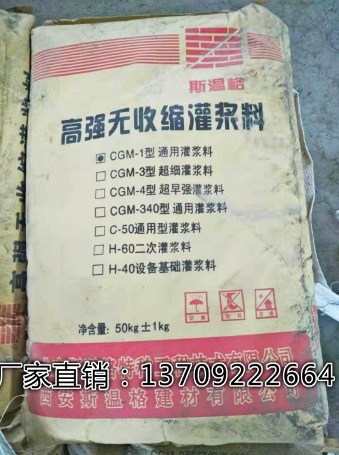 斯温格
高强无收缩灌浆料
CGM-1型 通用灌浆料
CGM-3型 超细灌浆料
CGM-4型 超早强灌浆料
CGM-340型 通用灌浆料
C-50通用型灌浆料
H-60二次灌浆料
H-40设备基础灌浆料
净含量：50kg±1kg
厂家直销：13709222664
西安斯温格建材有限公司